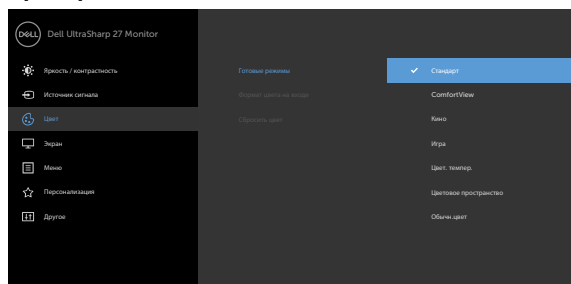 DELL Dell UltraSharp 27 Monitor
Яркость / контрастность Готовые режимы Стандарт
Источник сигнала Формат цвета на входе ComfortView
Цвет Сбросить цвет Кино
Экран Игра
Меню Цвет. темпер.
Персонализация Цветовое пространство
Другое Обычн.цвет